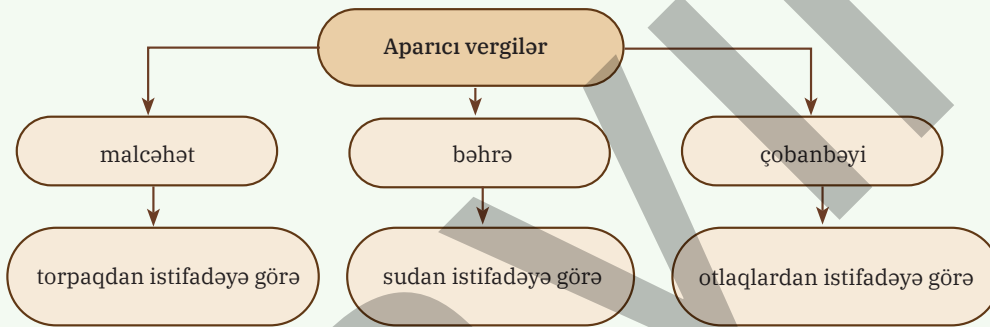 Aparıcı vergilər
malcəhət
bəhrə
çobanbəyi
torpaqdan istifadəyə görə
sudan istifadəyə görə
otlaqlardan istifadəyə görə